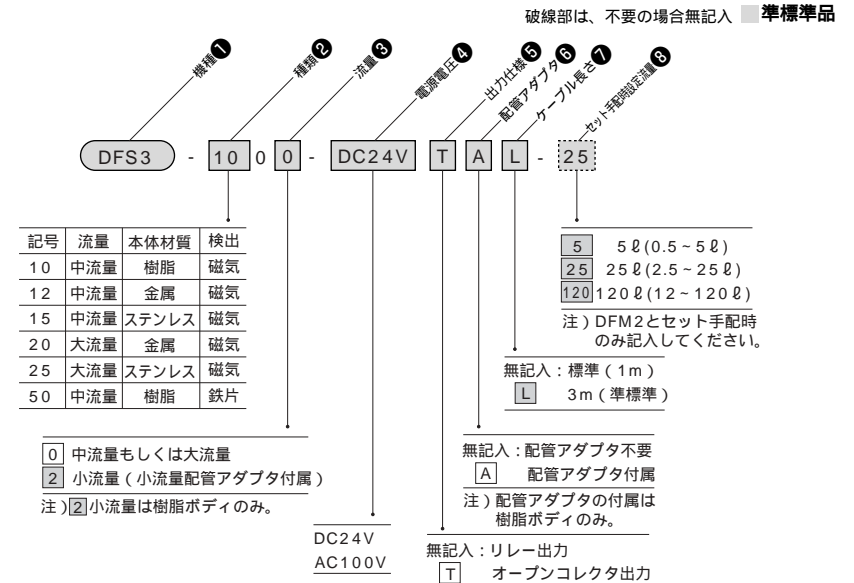 破線部は、不要の場合無記入 準標準品
機種❶
種類❷
流量❸
電源電圧❹
出力仕様❺
配管アダプタ❻
ケーブル長さ❼
セット手配時設定流量❽
DFS3 - 10 0 0 - DC24V T A L - 25
記号 流量 本体材質 検出
10 中流量 樹脂 磁気
12 中流量 金属 磁気
15 中流量 ステンレス 磁気
20 大流量 金属 磁気
25 大流量 ステンレス 磁気
50 中流量 樹脂 鉄片
5 5ℓ(0.5~5ℓ)
25 25ℓ(2.5~25ℓ)
120 120ℓ(12~120ℓ)
注)DFM2とセット手配時
のみ記入してください。
無記入:標準(1m)
L 3m(準標準)
0 中流量もしくは大流量
2 小流量(小流量配管アダプタ付属)
注)2小流量は樹脂ボディのみ。
無記入:配管アダプタ不要
A 配管アダプタ付属
注)配管アダプタの付属は
樹脂ボディのみ。
DC24V
AC100V
無記入:リレー出力
T オープンコレクタ出力